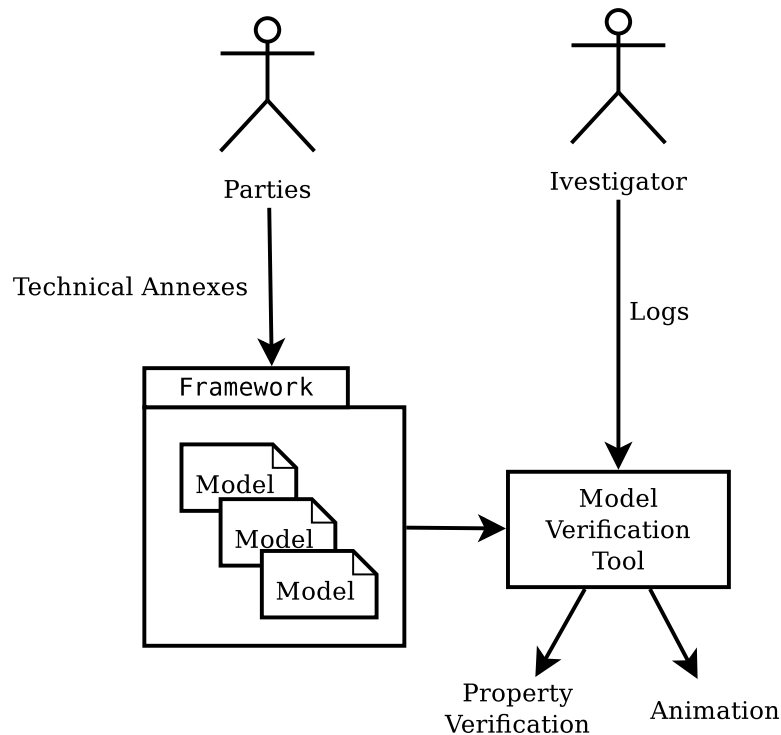 Parties
Ivestigator
Technical Annexes
Logs
Framework
Model
Model
Model
Model
Verification
Tool
Property
Verification
Animation